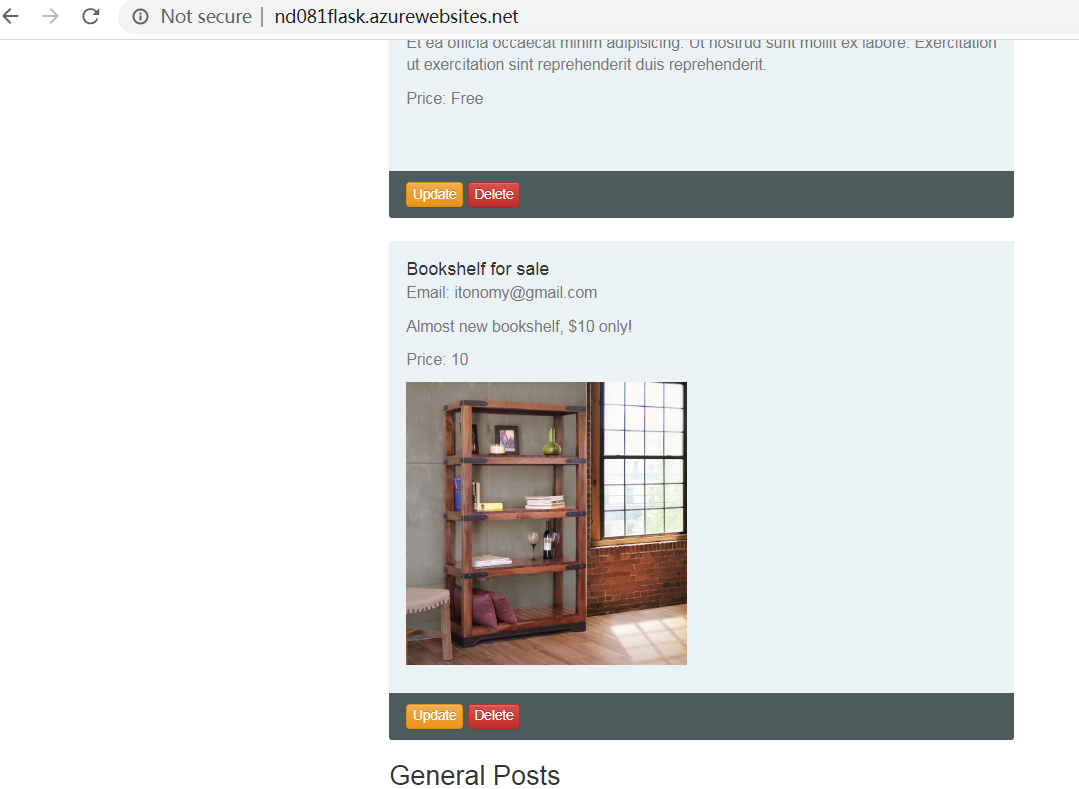 Not secure | nd081flask.azurewebsites.net
Et ea officia occaecat minim adipisicing. Ut nostrud sunt mollit ex labore. Exercitation
ut exercitation sint reprehenderit duis reprehenderit.
Price: Free
Update Delete
Bookshelf for sale
Email: itonomy@gmail.com
Almost new bookshelf, $10 only!
Price: 10
Update Delete
General Posts